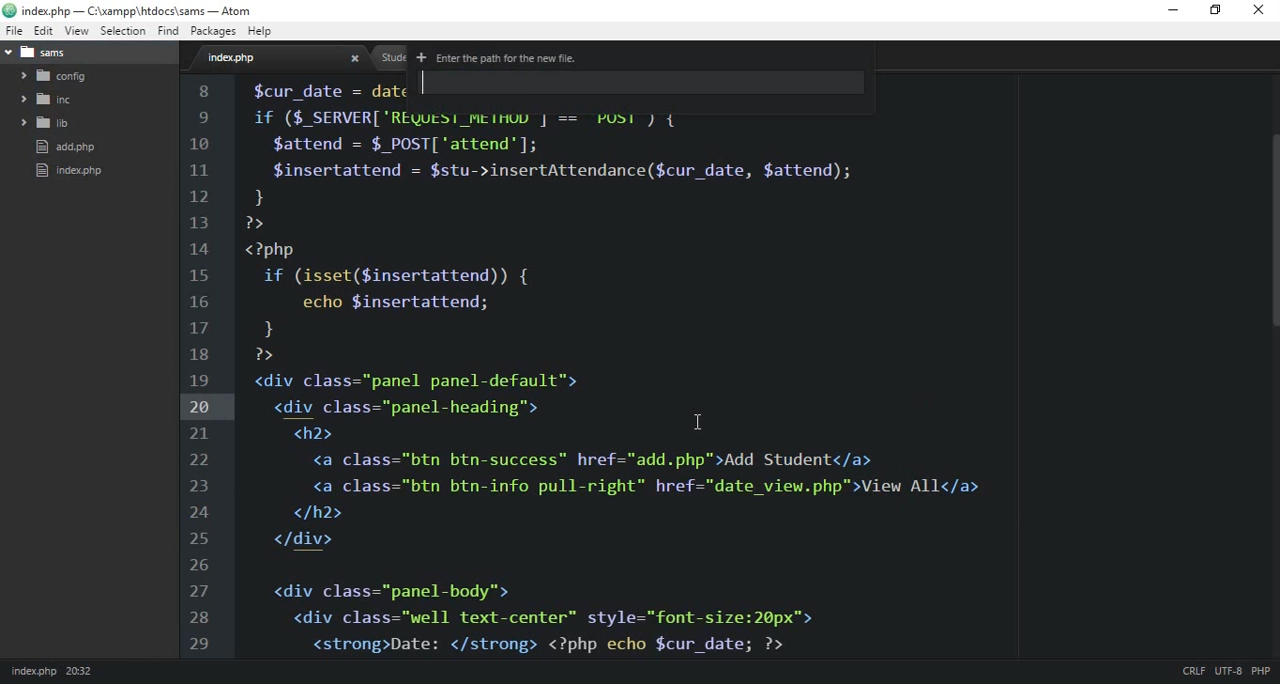 index.php — C:\xampp\htdocs\sams — Atom
File Edit View Selection Find Packages Help
sams
config
inc
lib
add.php
index.php
index.php
Stude
Enter the path for the new file.
8 $cur_date = date
9 if ($_SERVER['REQUEST_METHOD'] == 'POST') {
10 $attend = $_POST['attend'];
11 $insertattend = $stu->insertAttendance($cur_date, $attend);
12 }
13 ?>
14 <?php
15 if (isset($insertattend)) {
16 echo $insertattend;
17 }
18 ?>
19 <div class="panel panel-default">
20 <div class="panel-heading">
21 <h2>
22 <a class="btn btn-success" href="add.php">Add Student</a>
23 <a class="btn btn-info pull-right" href="date_view.php">View All</a>
24 </h2>
25 </div>
26
27 <div class="panel-body">
28 <div class="well text-center" style="font-size:20px">
29 <strong>Date: </strong> <?php echo $cur_date; ?>
index.php 20:32
CRLF UTF-8 PHP